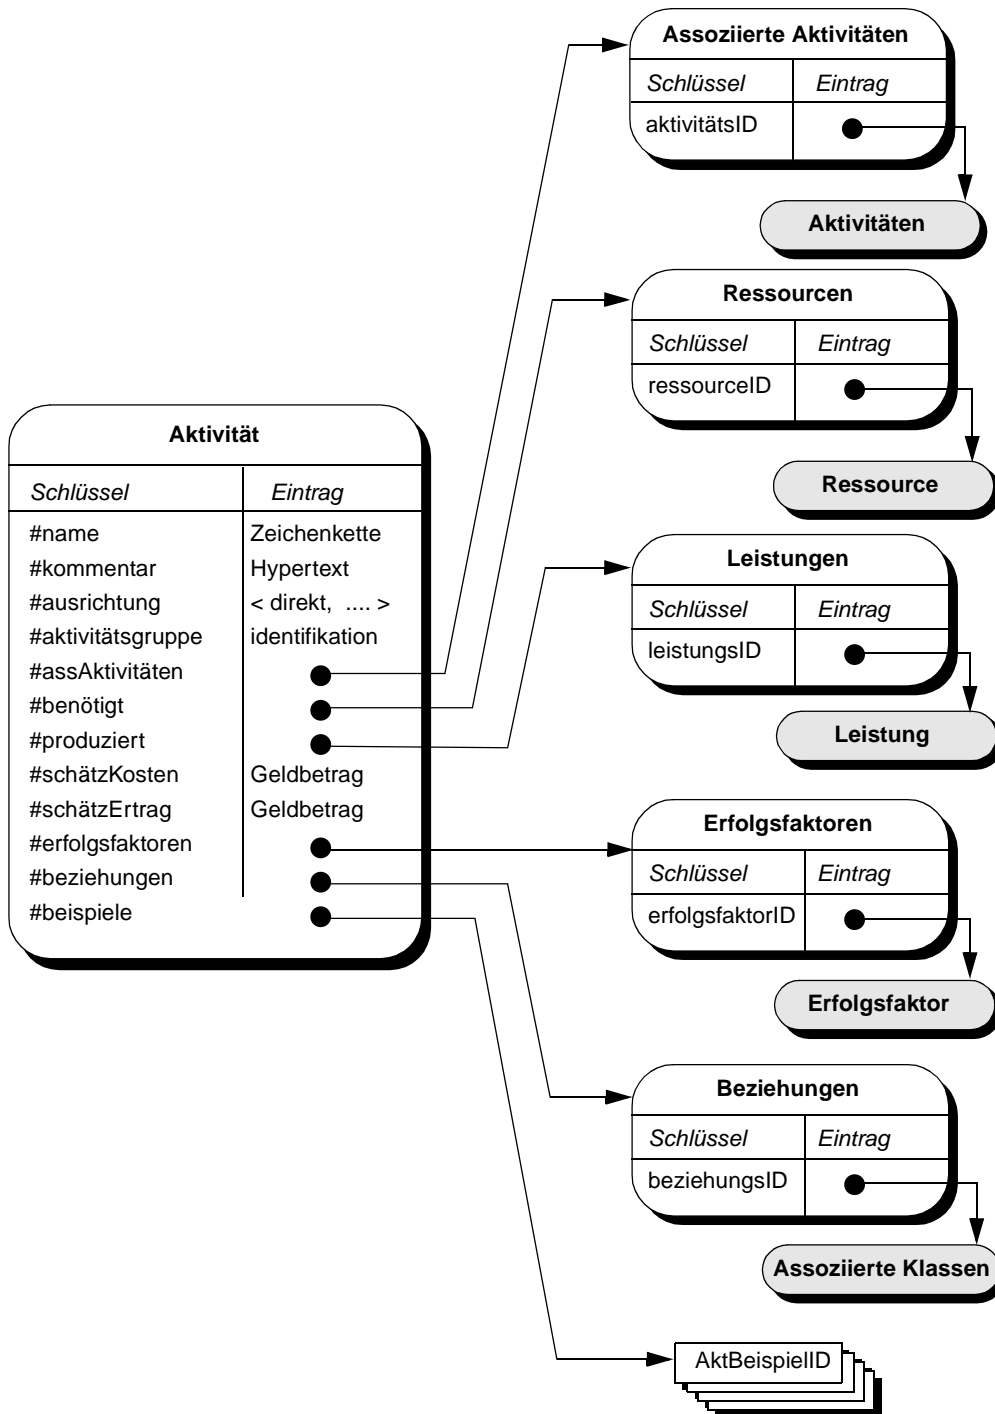 Assoziierte Aktivitäten
Schlüssel Eintrag
aktivitätsID
Aktivitäten
Ressourcen
Schlüssel Eintrag
ressourceID
Ressource
Aktivität
Schlüssel Eintrag
#name Zeichenkette
#kommentar Hypertext
#ausrichtung < direkt, .... >
#aktivitätsgruppe identifikation
#assAktivitäten
#benötigt
#produziert
#schätzKosten Geldbetrag
#schätzErtrag Geldbetrag
#erfolgsfaktoren
#beziehungen
#beispiele
Leistungen
Schlüssel Eintrag
leistungsID
Leistung
Erfolgsfaktoren
Schlüssel Eintrag
erfolgsfaktorID
Erfolgsfaktor
Beziehungen
Schlüssel Eintrag
beziehungsID
Assoziierte Klassen
AktBeispielID